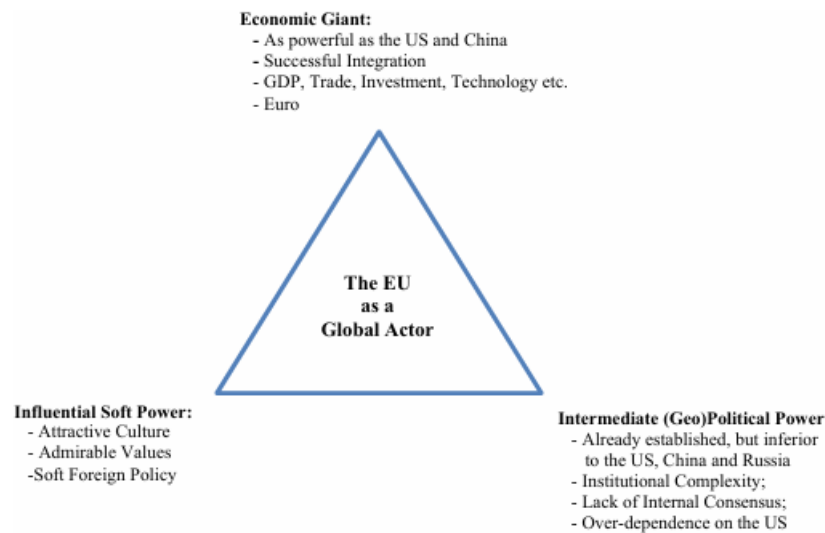 Economic Giant:
- As powerful as the US and China
- Successful Integration
- GDP, Trade, Investment, Technology etc.
- Euro
The EU
as a
Global Actor
Influential Soft Power:
- Attractive Culture
- Admirable Values
-Soft Foreign Policy
Intermediate (Geo)Political Power
- Already established, but inferior
to the US, China and Russia
- Institutional Complexity;
- Lack of Internal Consensus;
- Over-dependence on the US